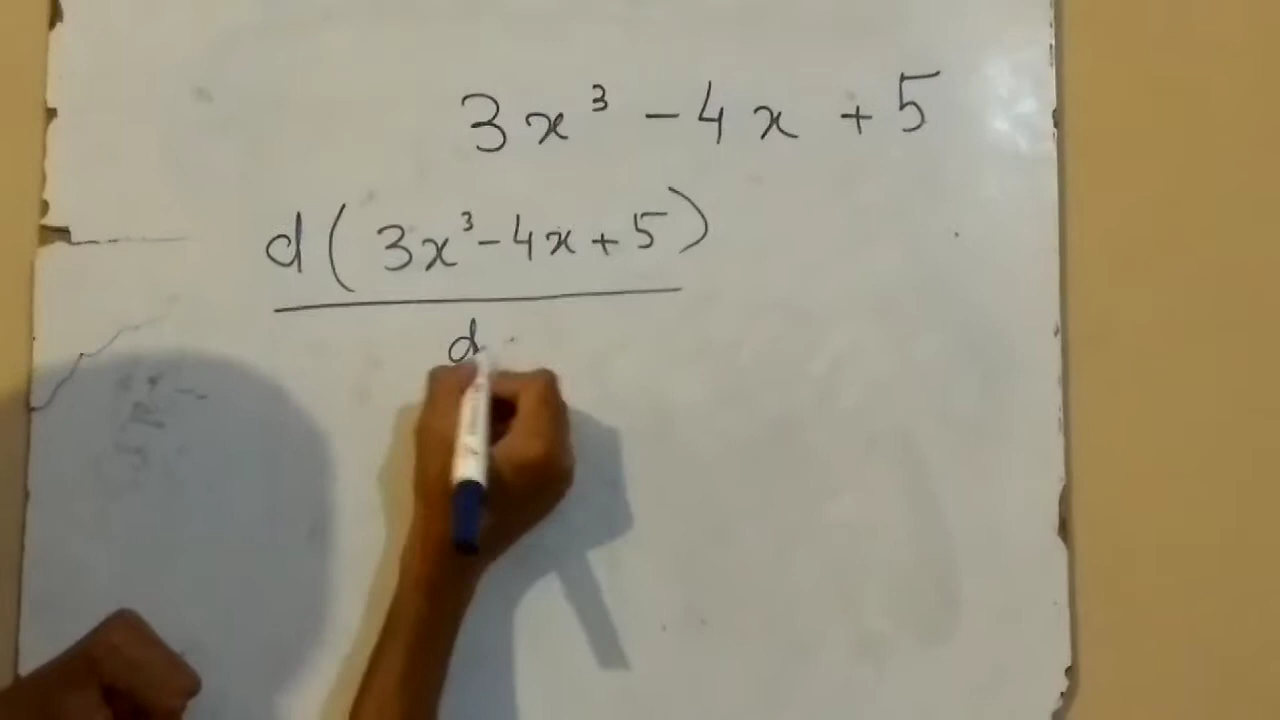 3x³ - 4x + 5
d(3x³-4x+5)
d